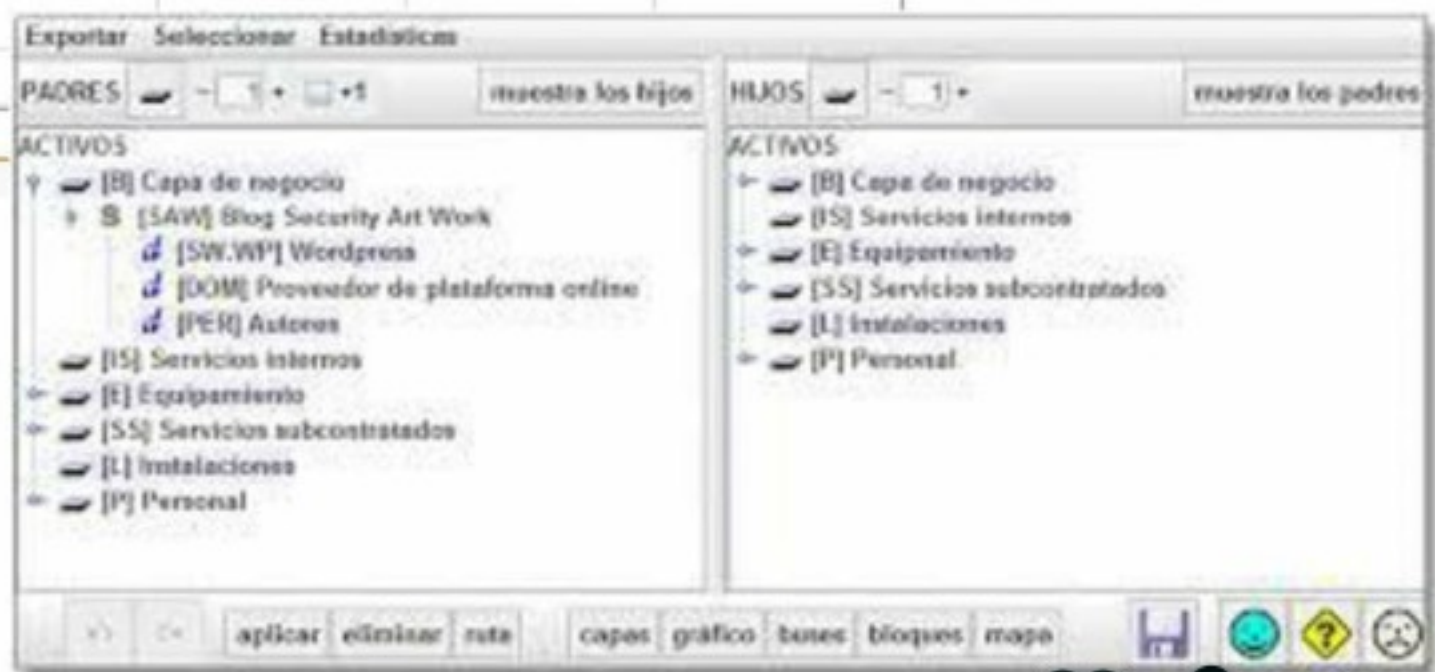 Exportar Seleccionar Estadísticas
PADRES - 1 + +1 muestra los hijos
HIJOS - 1 + muestra los padres
ACTIVOS
[B] Capa de negocio
S [SAW] Blog Security Art Work
[SW.WP] Wordpress
[DOM] Proveedor de plataforma online
[PER] Autores
[IS] Servicios internos
[E] Equipamiento
[SS] Servicios subcontratados
[L] Instalaciones
[P] Personal
ACTIVOS
[B] Capa de negocio
[IS] Servicios internos
[E] Equipamiento
[SS] Servicios subcontratados
[L] Instalaciones
[P] Personal
aplicar eliminar ruta capas gráfico buses bloques mapa
?